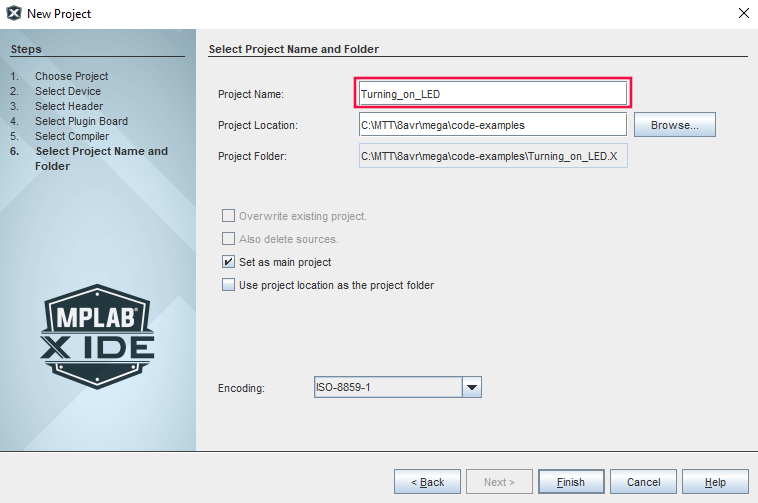 New Project
Steps
1. Choose Project
2. Select Device
3. Select Header
4. Select Plugin Board
5. Select Compiler
6. Select Project Name and
Folder
MPLAB®
X IDE
Select Project Name and Folder
Project Name: Turning_on_LED
Project Location: C:\MTT\8avr\mega\code-examples Browse...
Project Folder: C:\MTT\8avr\mega\code-examples\Turning_on_LED.X
Overwrite existing project.
Also delete sources.
Set as main project
Use project location as the project folder
Encoding: ISO-8859-1
< Back Next > Finish Cancel Help